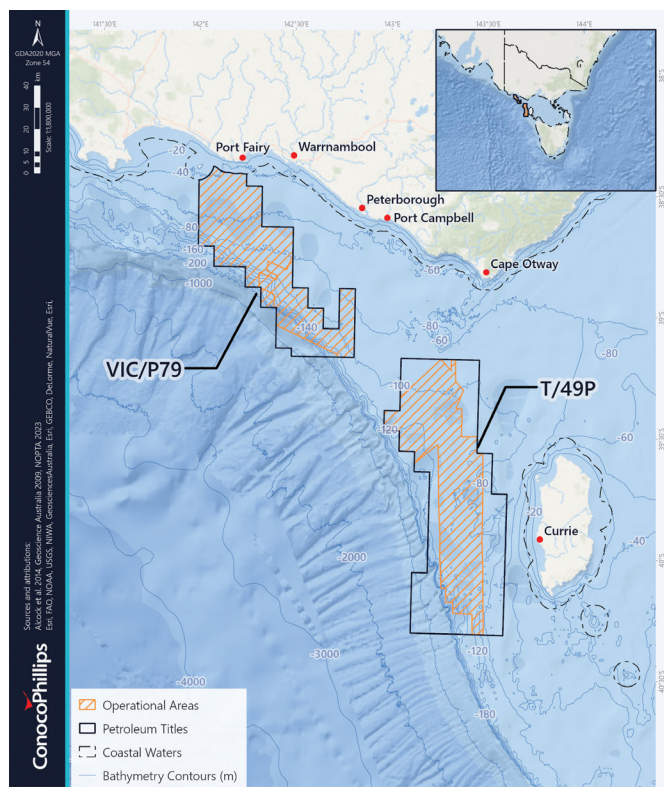 141°30'E 142°E 142°30'E 143°E 143°30'E 144°E
GDA2020 MGA
Zone 54
0 5 10 20 30 40
km
Scale: 1:1,800,000
38°S
38°30'S
39°S
39°30'S
40°S
40°30'S
Port Fairy
Warrnambool
Peterborough
Port Campbell
Cape Otway
-20
-40
80
-160
-200
-1000
-60
-140
-80
60
-80
VIC/P79
T/49P
-100
-120
-60
-80
-20
Currie
-40
-2000
-120
-3000
-4000
-180
Sources and attributions:
Alcock et al. 2014, Geoscience Australia 2009, NOPTA 2023
Esri, FAO, NOAA, USGS, NIWA, GeosciencesAustralia, Esri, GEBCO, DeLorme, NaturalVue, Esri,
ConocoPhillips
Operational Areas
Petroleum Titles
Coastal Waters
Bathymetry Contours (m)